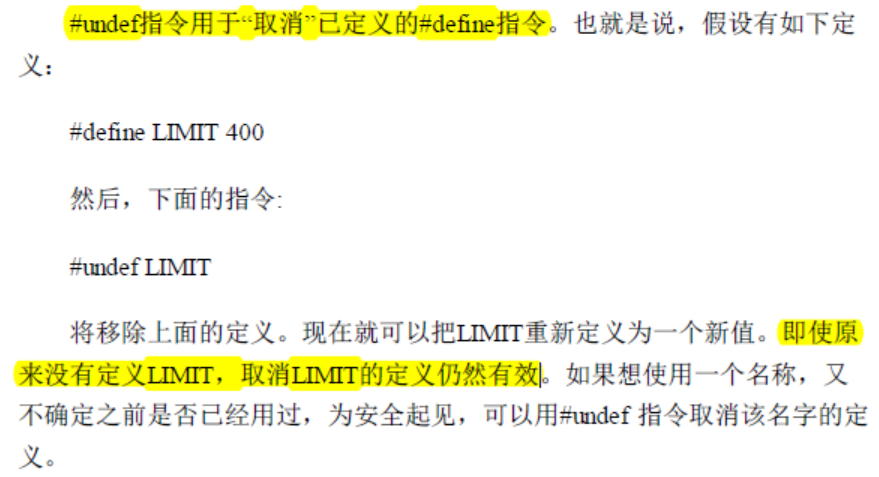 #undef指令用于“取消”已定义的#define指令。也就是说，假设有如下定
义：
#define LIMIT 400
然后，下面的指令:
#undef LIMIT
将移除上面的定义。现在就可以把LIMIT重新定义为一个新值。即使原
来没有定义LIMIT，取消LIMIT的定义仍然有效。如果想使用一个名称，又
不确定之前是否已经用过，为安全起见，可以用#undef 指令取消该名字的定
义。